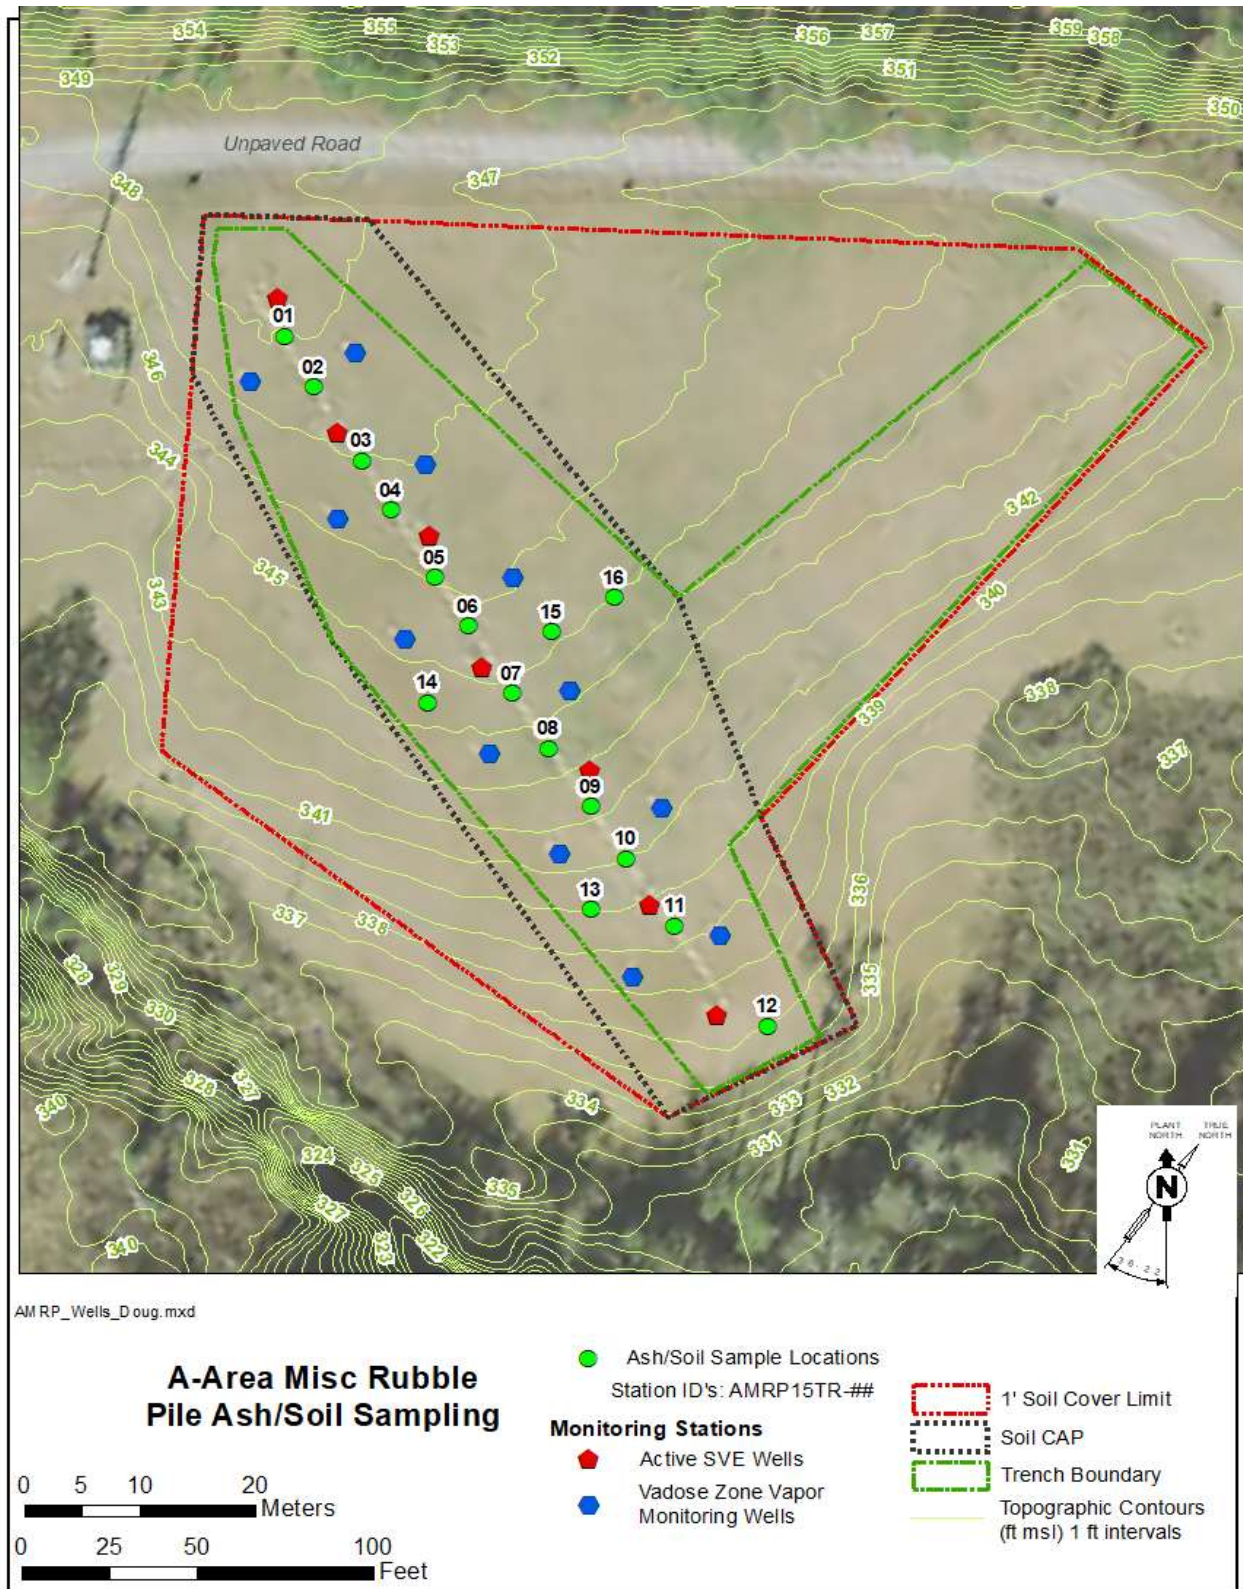 354
355
353
352
356
357
359
358
351
350
349
Unpaved Road
348
347
01
02
346
03
344
04
342
05
345
16
343
06
15
340
07
14
339
338
08
337
09
341
10
13
11
336
337
338
335
328
329
330
12
327
328
334
333
332
331
340
324
325
335
326
327
323
322
340
331
PLANT
NORTH
TRUE
NORTH
N
36.22
AMRP_Wells_Doug.mxd
A-Area Misc Rubble
Pile Ash/Soil Sampling
0 5 10 20
Meters
0 25 50 100
Feet
Ash/Soil Sample Locations
Station ID's: AMRP15TR-##
Monitoring Stations
Active SVE Wells
Vadose Zone Vapor
Monitoring Wells
1' Soil Cover Limit
Soil CAP
Trench Boundary
Topographic Contours
(ft msl) 1 ft intervals